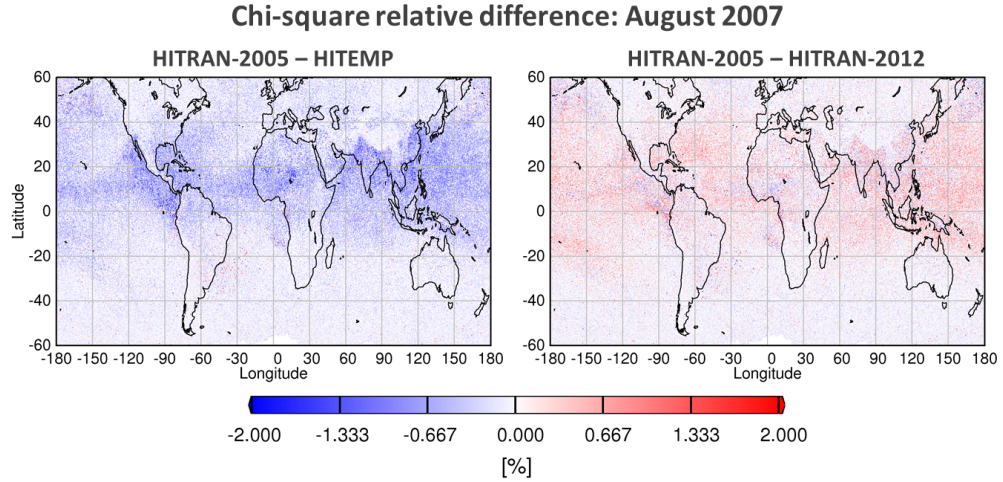 Chi-square relative difference: August 2007
HITRAN-2005 – HITEMP
60
40
20
0
-20
-40
-60
Latitude
-180 -150 -120 -90 -60 -30 0 30 60 90 120 150 180
Longitude
HITRAN-2005 – HITRAN-2012
60
40
20
0
-20
-40
-60
-180 -150 -120 -90 -60 -30 0 30 60 90 120 150 180
Longitude
-2.000 -1.333 -0.667 0.000 0.667 1.333 2.000
[%]